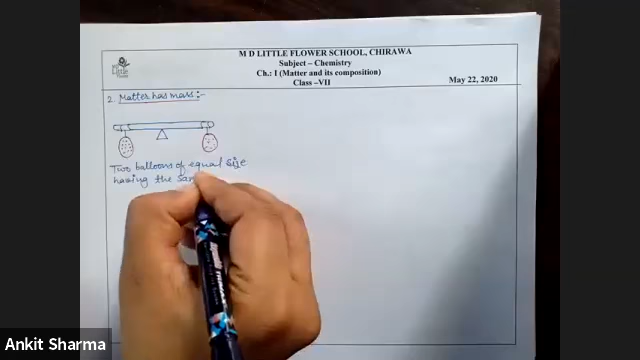 Little
M D LITTLE FLOWER SCHOOL, CHIRAWA
Subject – Chemistry
Ch.: I (Matter and its composition)
Class –VII
May 22, 2020
2. Matter has mass :-
Two balloons of equal size
having the
Ankit Sharma